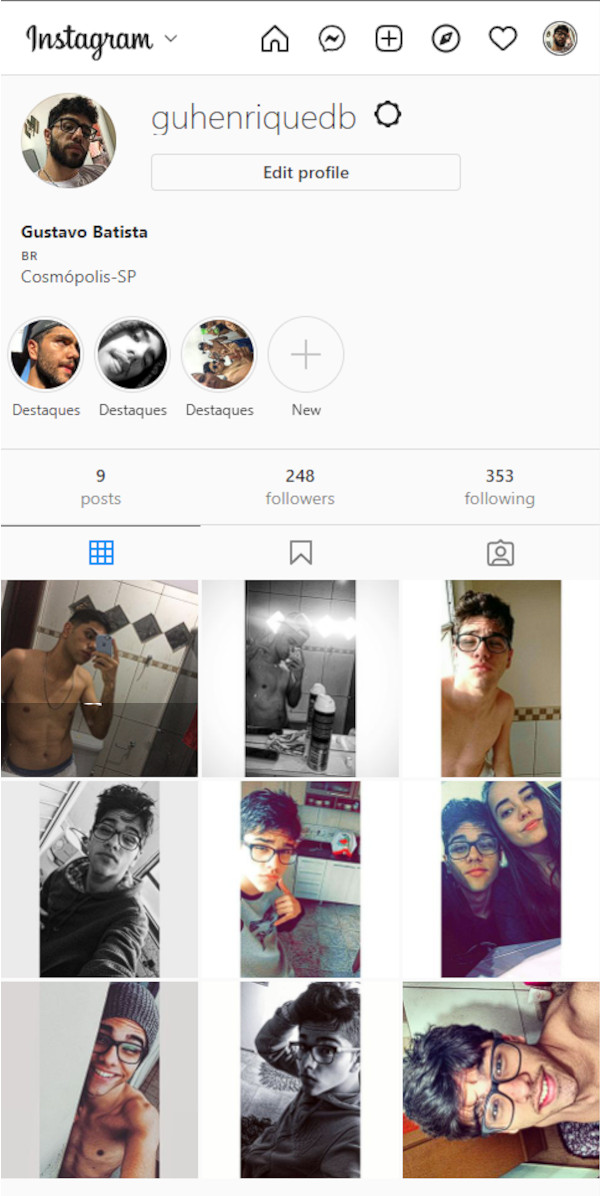 Instagram
guhenriquedb
Edit profile
Gustavo Batista
BR
Cosmópolis-SP
Destaques Destaques Destaques New
9 248 353
posts followers following